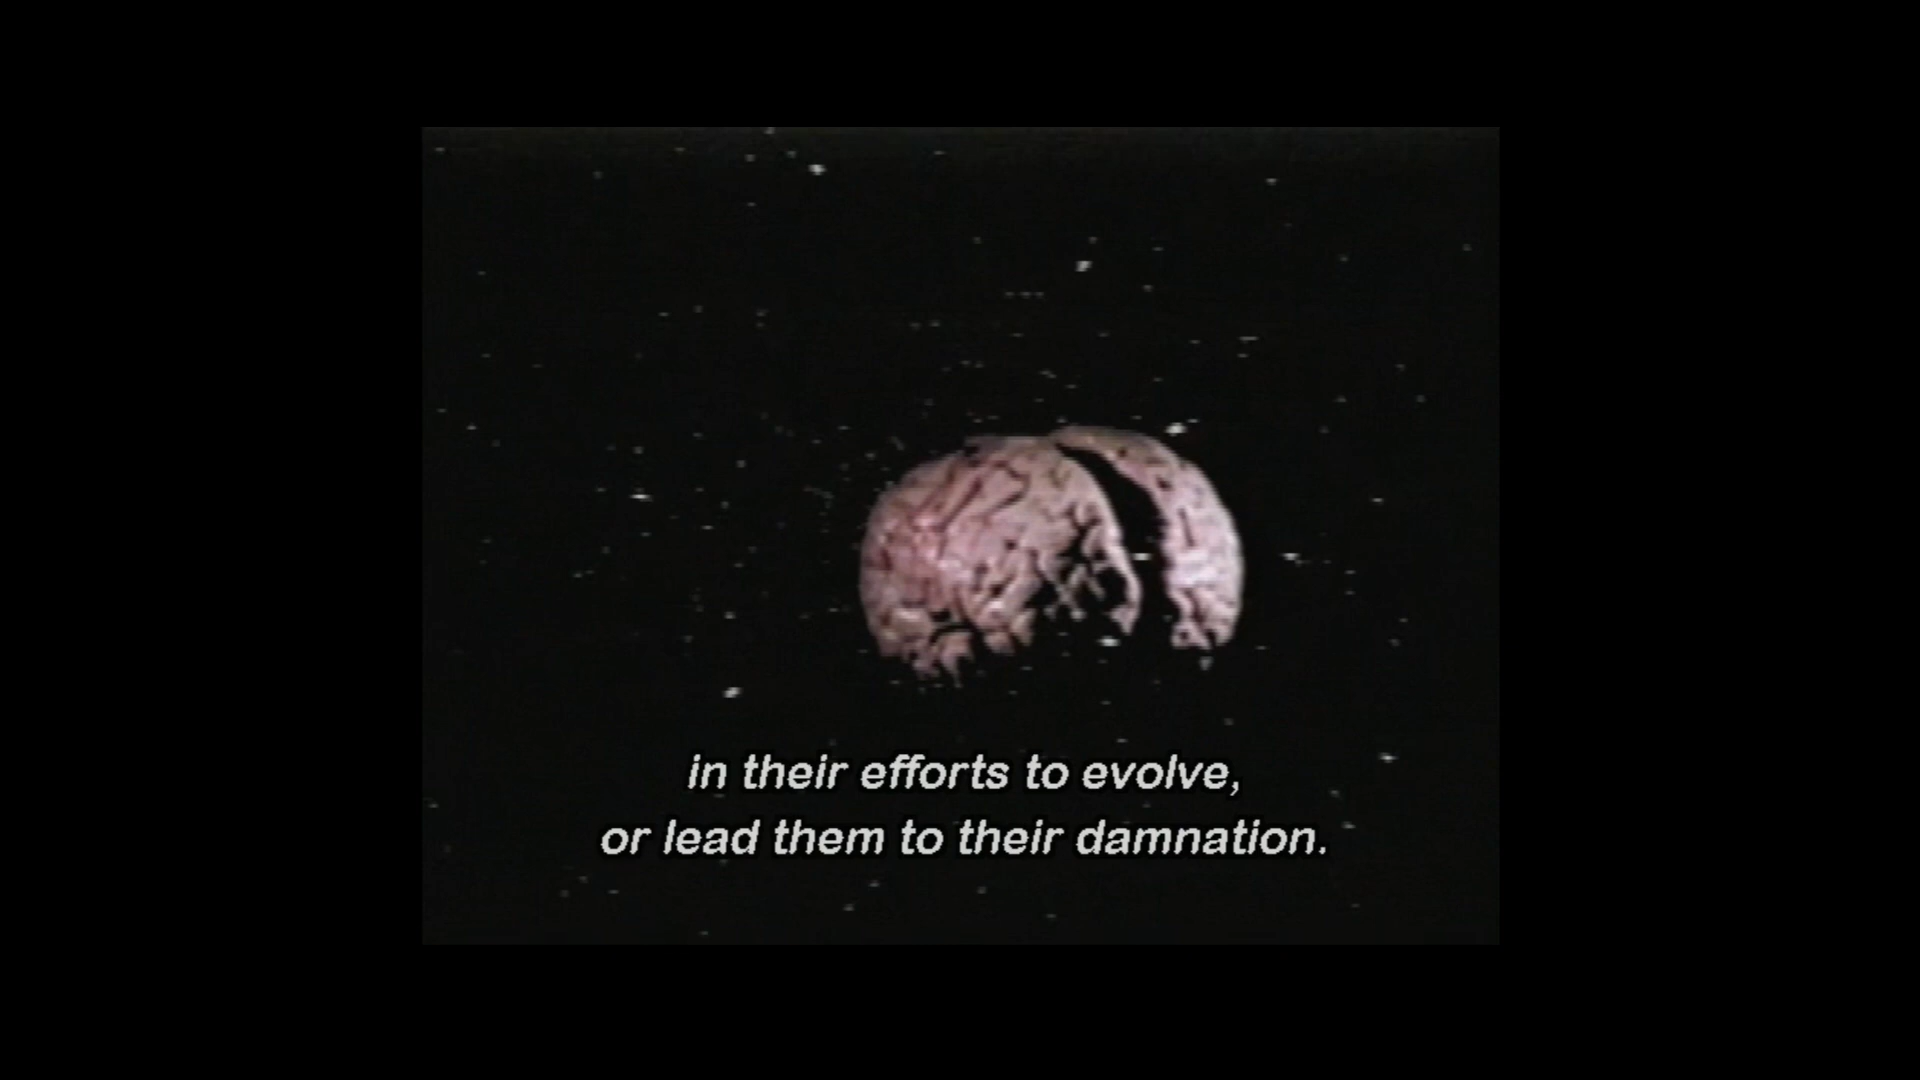 in their efforts to evolve,
or lead them to their damnation.